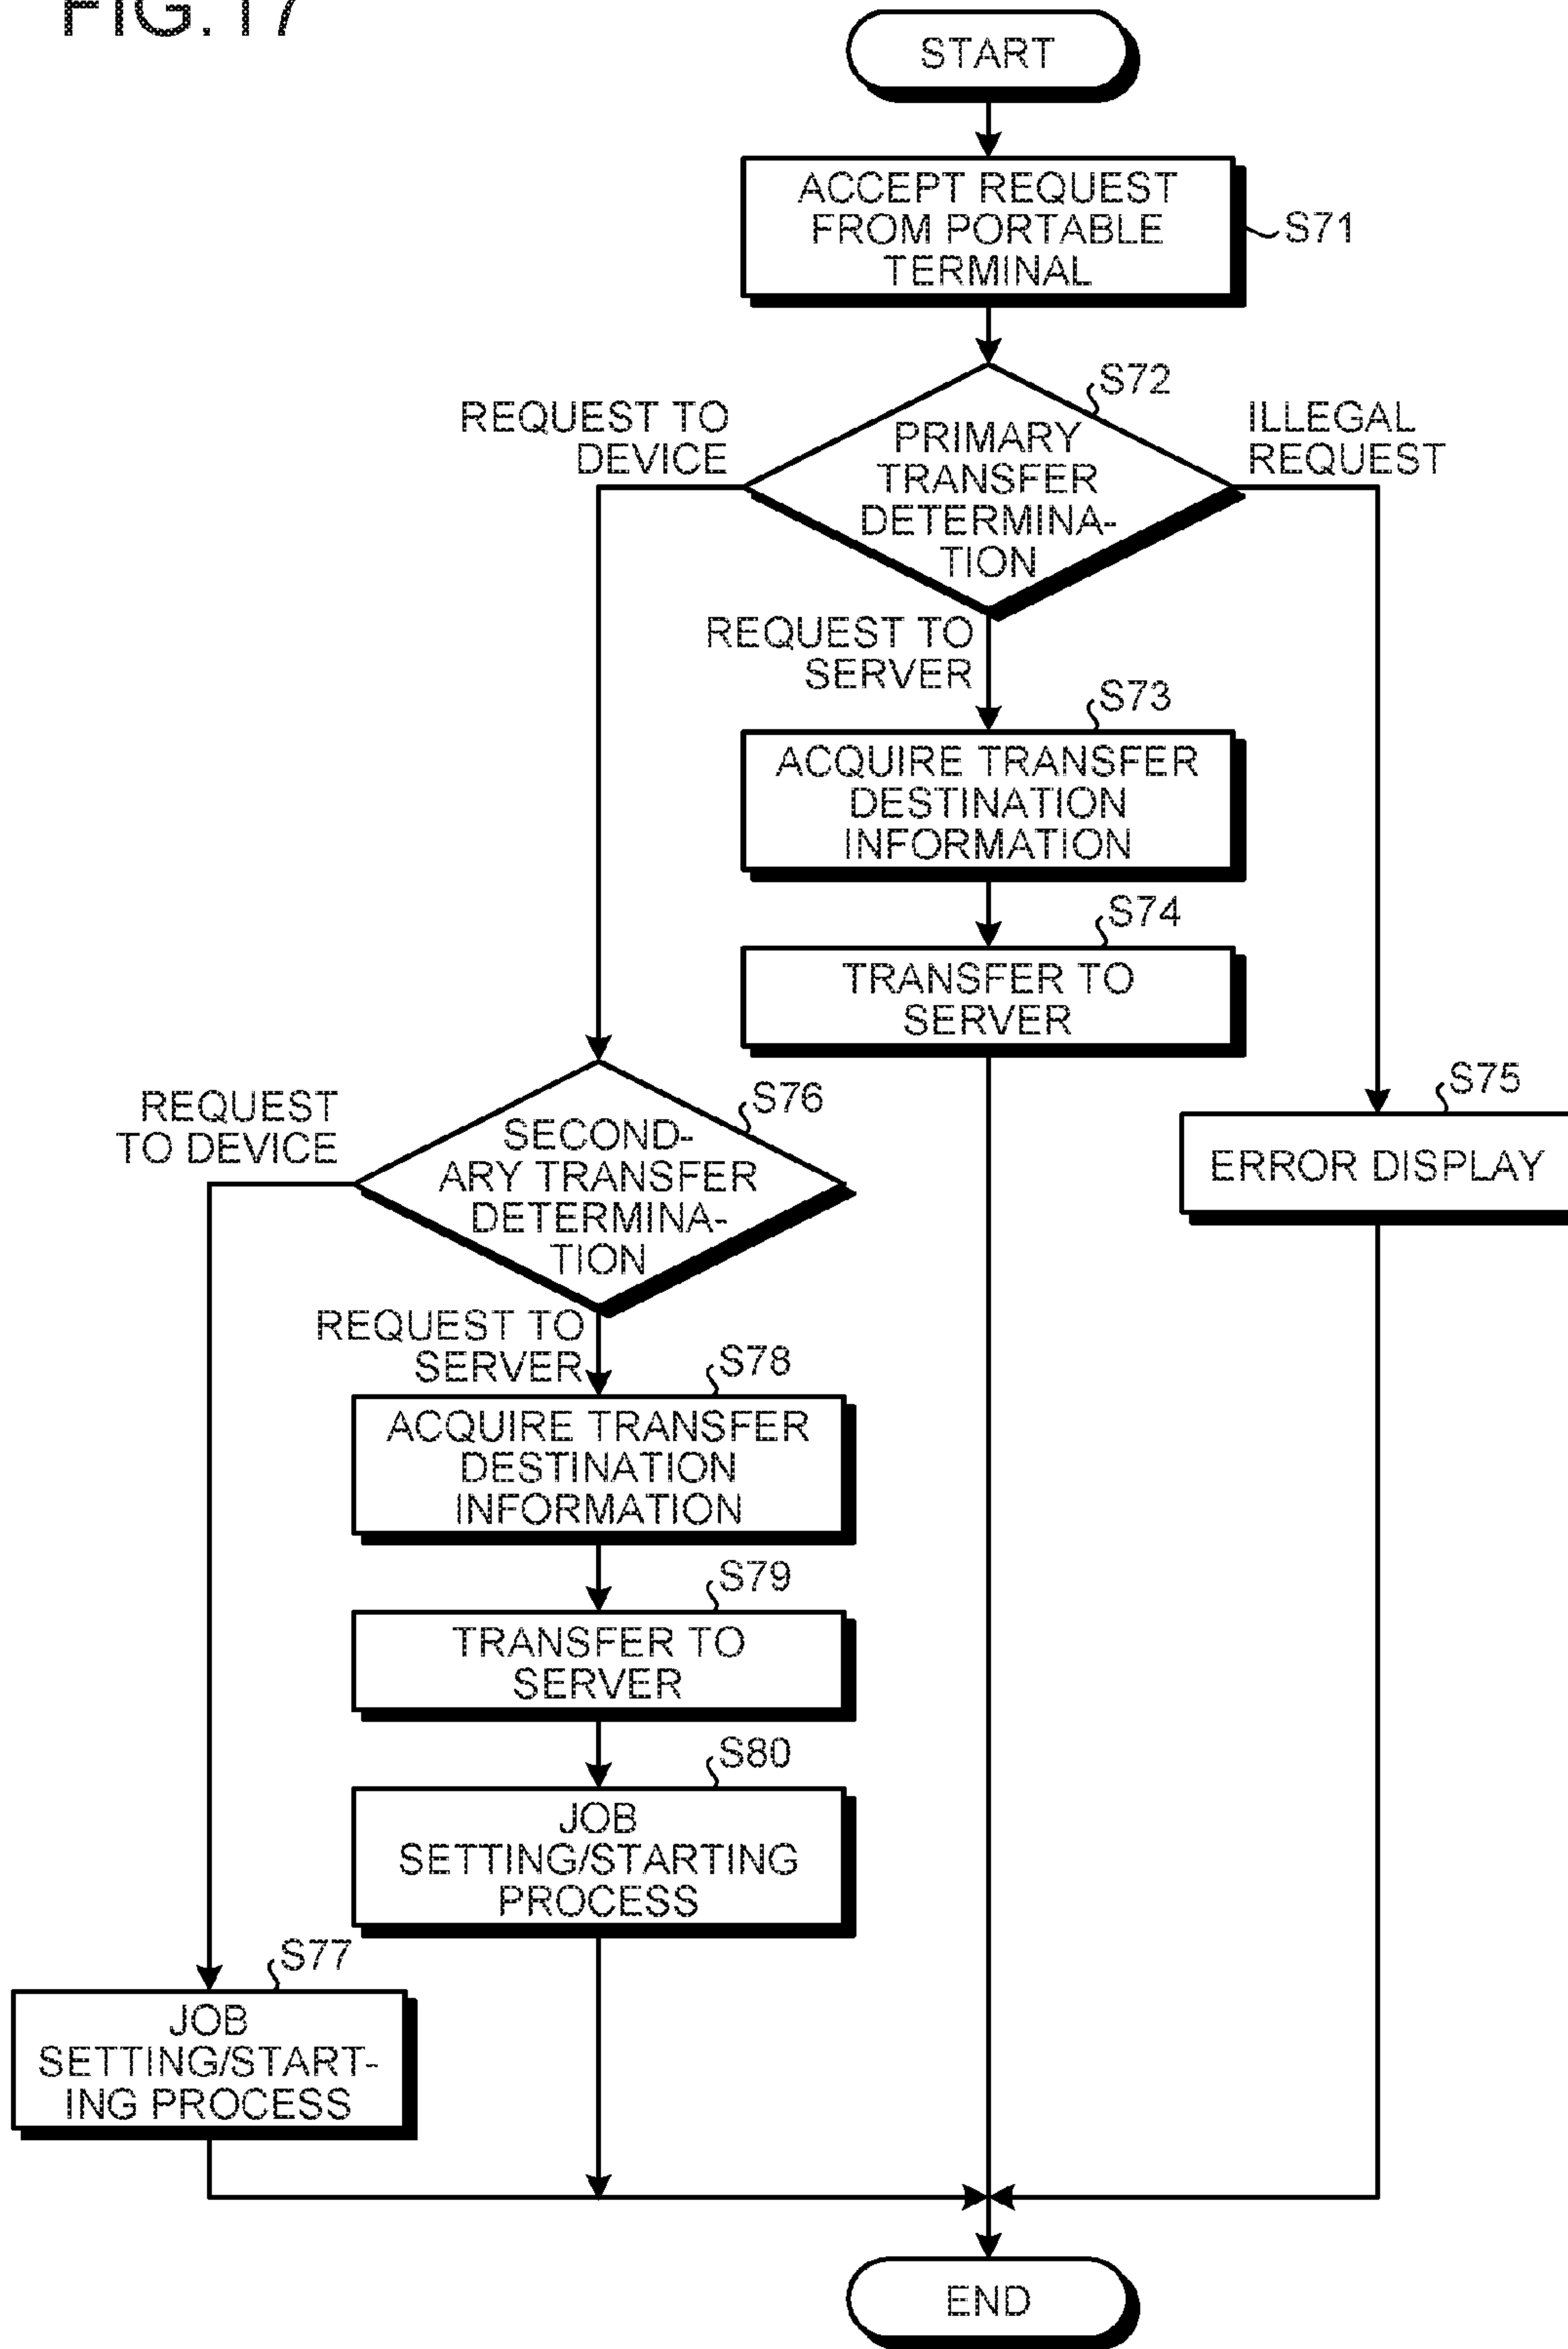 FIG.17
START
ACCEPT REQUEST
FROM PORTABLE
TERMINAL
S71
S72
REQUEST TO
DEVICE
PRIMARY
TRANSFER
DETERMINA-
TION
ILLEGAL
REQUEST
REQUEST TO
SERVER
S73
ACQUIRE TRANSFER
DESTINATION
INFORMATION
S74
TRANSFER TO
SERVER
S75
ERROR DISPLAY
REQUEST
TO DEVICE
S76
SECOND-
ARY TRANSFER
DETERMINA-
TION
REQUEST TO
SERVER
S78
ACQUIRE TRANSFER
DESTINATION
INFORMATION
S79
TRANSFER TO
SERVER
S80
JOB
SETTING/STARTING
PROCESS
S77
JOB
SETTING/START-
ING PROCESS
END